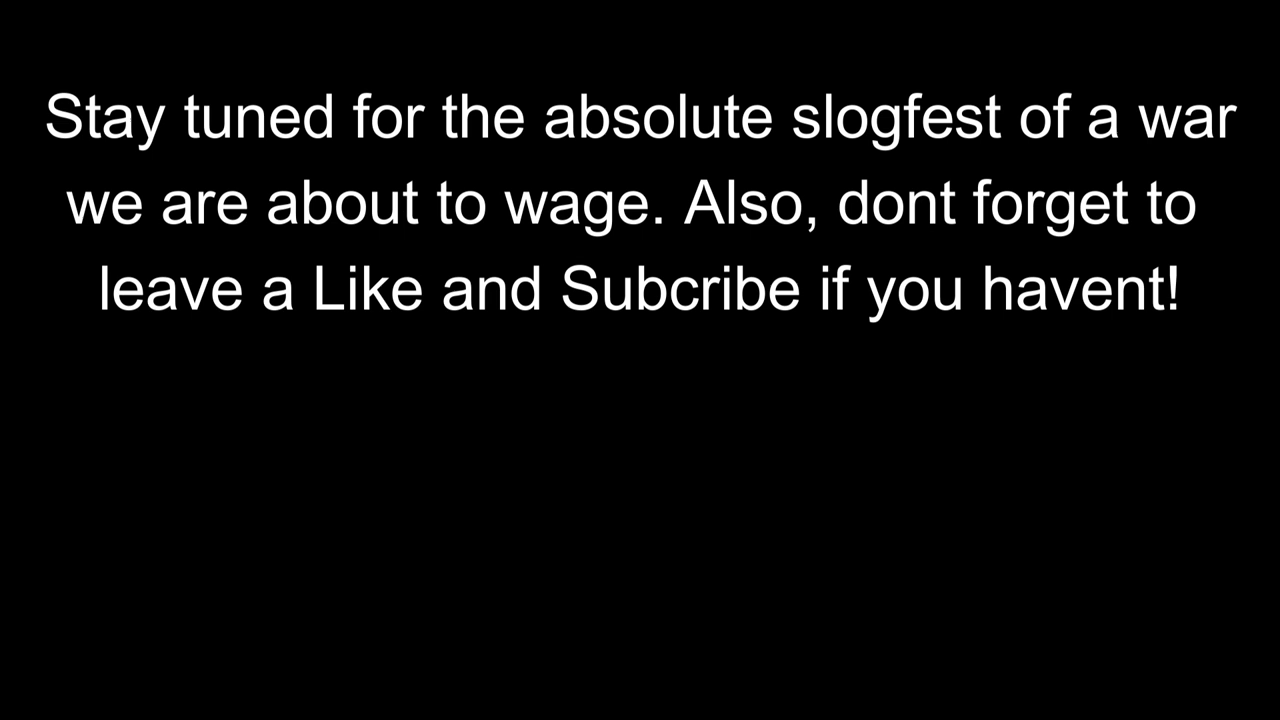 Stay tuned for the absolute slogfest of a war
we are about to wage. Also, dont forget to
leave a Like and Subcribe if you havent!